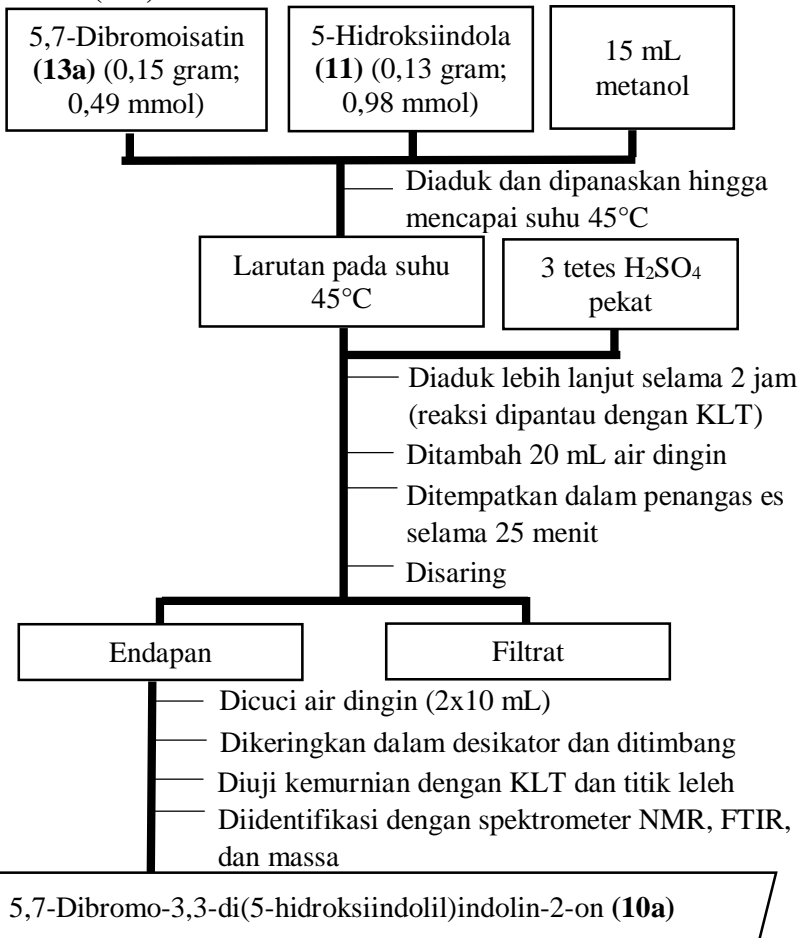 5,7-Dibromoisatin
(13a) (0,15 gram;
0,49 mmol)
5-Hidroksiindola
(11) (0,13 gram;
0,98 mmol)
15 mL
metanol
Diaduk dan dipanaskan hingga
mencapai suhu 45°C
Larutan pada suhu
45°C
3 tetes H₂SO₄
pekat
Diaduk lebih lanjut selama 2 jam
(reaksi dipantau dengan KLT)
Ditambah 20 mL air dingin
Ditempatkan dalam penangas es
selama 25 menit
Disaring
Endapan
Filtrat
Dicuci air dingin (2x10 mL)
Dikeringkan dalam desikator dan ditimbang
Diuji kemurnian dengan KLT dan titik leleh
Diidentifikasi dengan spektrometer NMR, FTIR,
dan massa
5,7-Dibromo-3,3-di(5-hidroksiindolil)indolin-2-on (10a)